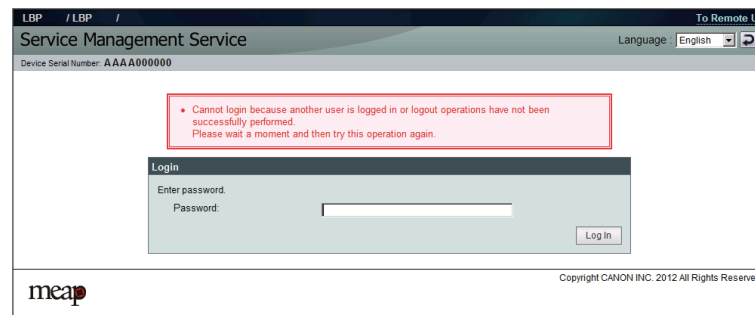 LBP / LBP / To Remote U
Service Management Service Language : English
Device Serial Number: AAAA000000
• Cannot login because another user is logged in or logout operations have not been
successfully performed.
Please wait a moment and then try this operation again.
Login
Enter password.
Password:
Log In
Copyright CANON INC. 2012 All Rights Reserve
meap